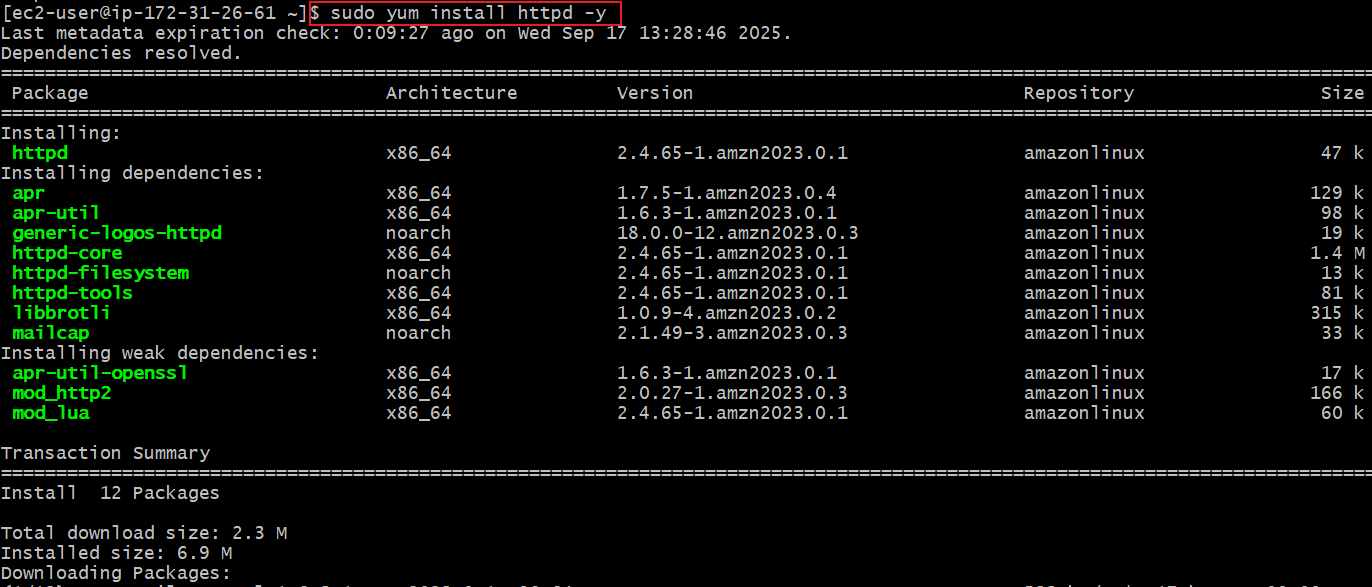 [ec2-user@ip-172-31-26-61 ~]$ sudo yum install httpd -y
Last metadata expiration check: 0:09:27 ago on Wed Sep 17 13:28:46 2025.
Dependencies resolved.
================================================================================
Package Architecture Version Repository Size
================================================================================
Installing:
httpd x86_64 2.4.65-1.amzn2023.0.1 amazonlinux 47 k
Installing dependencies:
apr x86_64 1.7.5-1.amzn2023.0.4 amazonlinux 129 k
apr-util x86_64 1.6.3-1.amzn2023.0.1 amazonlinux 98 k
generic-logos-httpd noarch 18.0.0-12.amzn2023.0.3 amazonlinux 19 k
httpd-core x86_64 2.4.65-1.amzn2023.0.1 amazonlinux 1.4 M
httpd-filesystem noarch 2.4.65-1.amzn2023.0.1 amazonlinux 13 k
httpd-tools x86_64 2.4.65-1.amzn2023.0.1 amazonlinux 81 k
libbrotli x86_64 1.0.9-4.amzn2023.0.2 amazonlinux 315 k
mailcap noarch 2.1.49-3.amzn2023.0.3 amazonlinux 33 k
Installing weak dependencies:
apr-util-openssl x86_64 1.6.3-1.amzn2023.0.1 amazonlinux 17 k
mod_http2 x86_64 2.0.27-1.amzn2023.0.3 amazonlinux 166 k
mod_lua x86_64 2.4.65-1.amzn2023.0.1 amazonlinux 60 k
Transaction Summary
================================================================================
Install 12 Packages
Total download size: 2.3 M
Installed size: 6.9 M
Downloading Packages: